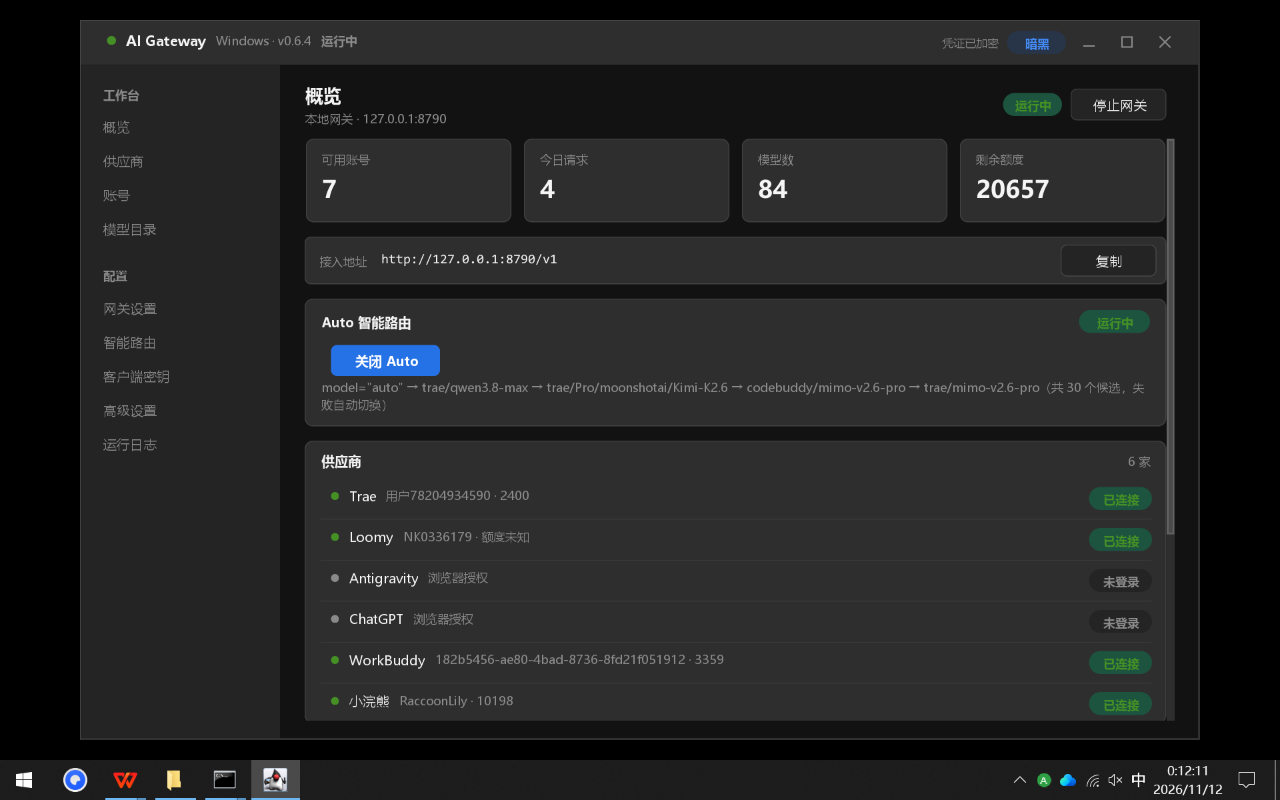 AI Gateway Windows · v0.6.4 运行中
凭证已加密 暗黑
工作台
概览
供应商
账号
模型目录
配置
网关设置
智能路由
客户端密钥
高级设置
运行日志
概览
本地网关 · 127.0.0.1:8790
运行中 停止网关
可用账号
7
今日请求
4
模型数
84
剩余额度
20657
接入地址 http://127.0.0.1:8790/v1 复制
Auto 智能路由 运行中
关闭 Auto
model="auto" → trae/qwen3.8-max → trae/Pro/moonshotai/Kimi-K2.6 → codebuddy/mimo-v2.6-pro → trae/mimo-v2.6-pro（共 30 个候选，失
败自动切换）
供应商 6 家
Trae 用户78204934590 · 2400 已连接
Loomy NK0336179 · 额度未知 已连接
Antigravity 浏览器授权 未登录
ChatGPT 浏览器授权 未登录
WorkBuddy 182b5456-ae80-4bad-8736-8fd21f051912 · 3359 已连接
小浣熊 RaccoonLily · 10198 已连接
中
0:12:11
2026/11/12